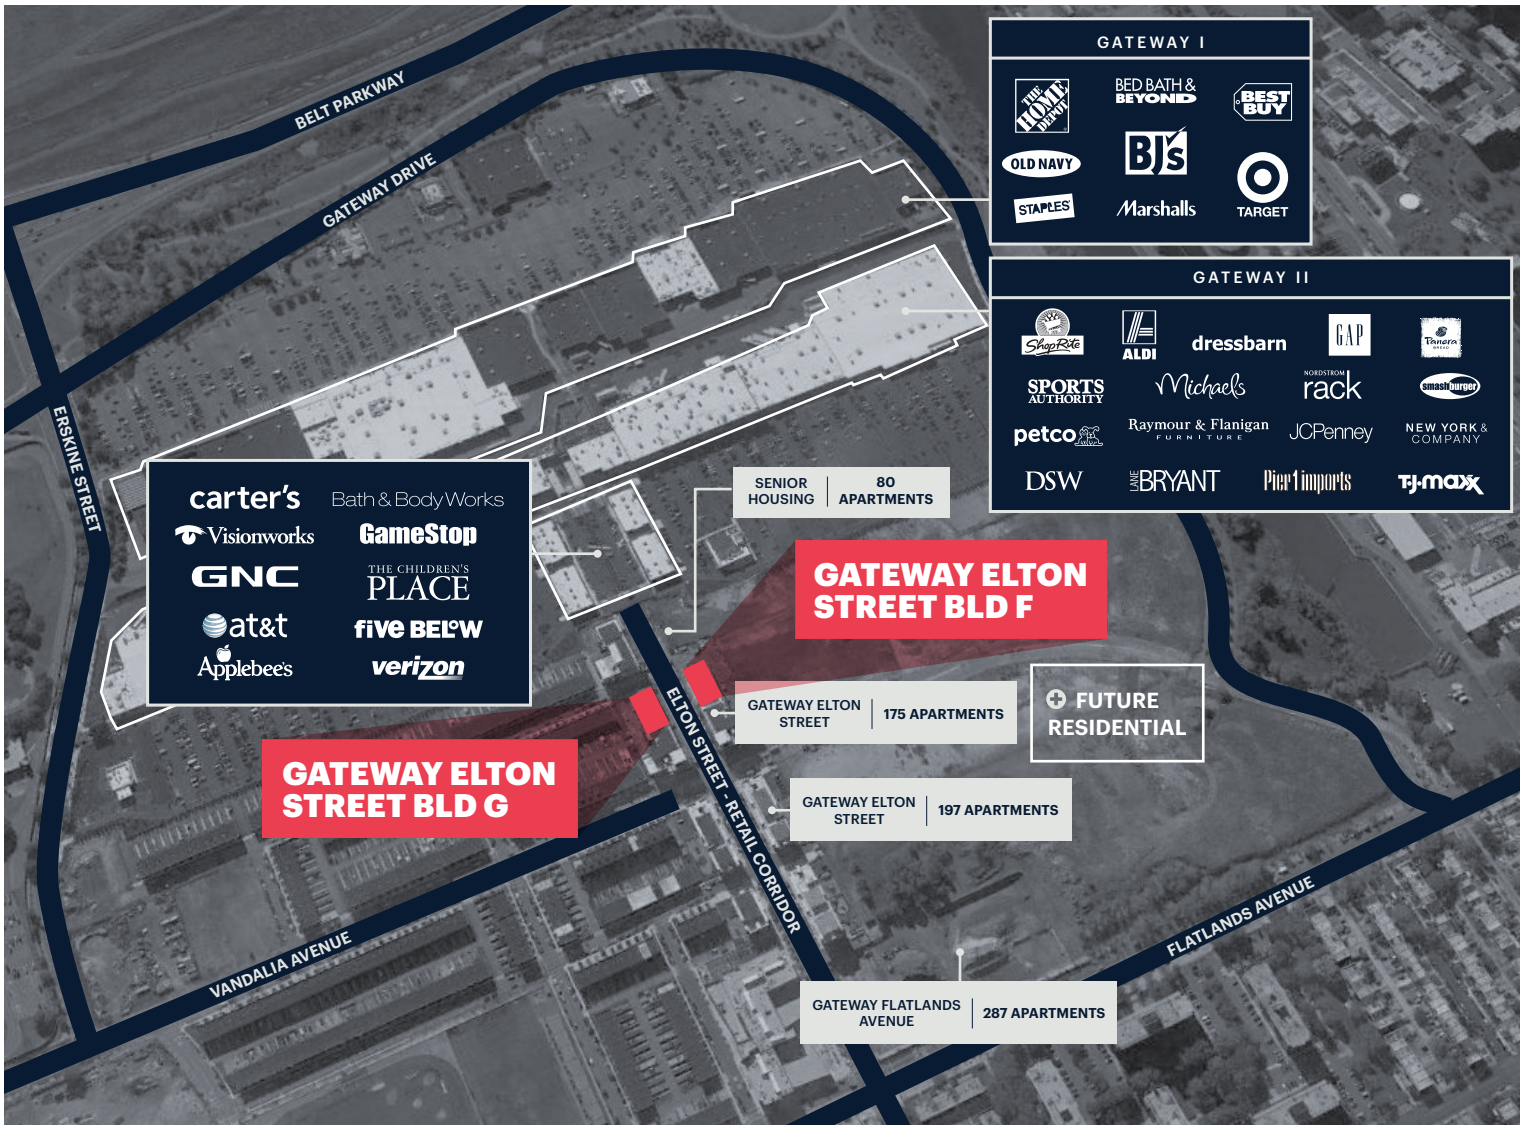 BELT PARKWAY
GATEWAY DRIVE
ERSKINE STREET
GATEWAY I
THE HOME DEPOT
BED BATH &
BEYOND
BEST
BUY
OLD NAVY
BJ's
TARGET
STAPLES
Marshalls
GATEWAY II
ShopRite
ALDI
dressbarn
GAP
Panera
BREAD
SPORTS
AUTHORITY
Michaels
NORDSTROM
rack
smashburger
petco
Raymour & Flanigan
FURNITURE
JCPenney
NEW YORK &
COMPANY
DSW
LANE BRYANT
Pier 1 imports
T·J·maxx
carter's
Bath & Body Works
Visionworks
GameStop
GNC
THE CHILDREN'S
PLACE
at&t
five BELOW
Applebee's
verizon
SENIOR
HOUSING
80
APARTMENTS
GATEWAY ELTON
STREET BLD F
GATEWAY ELTON
STREET
175 APARTMENTS
FUTURE
RESIDENTIAL
GATEWAY ELTON
STREET BLD G
GATEWAY ELTON
STREET
197 APARTMENTS
ELTON STREET - RETAIL CORRIDOR
VANDALIA AVENUE
FLATLANDS AVENUE
GATEWAY FLATLANDS
AVENUE
287 APARTMENTS